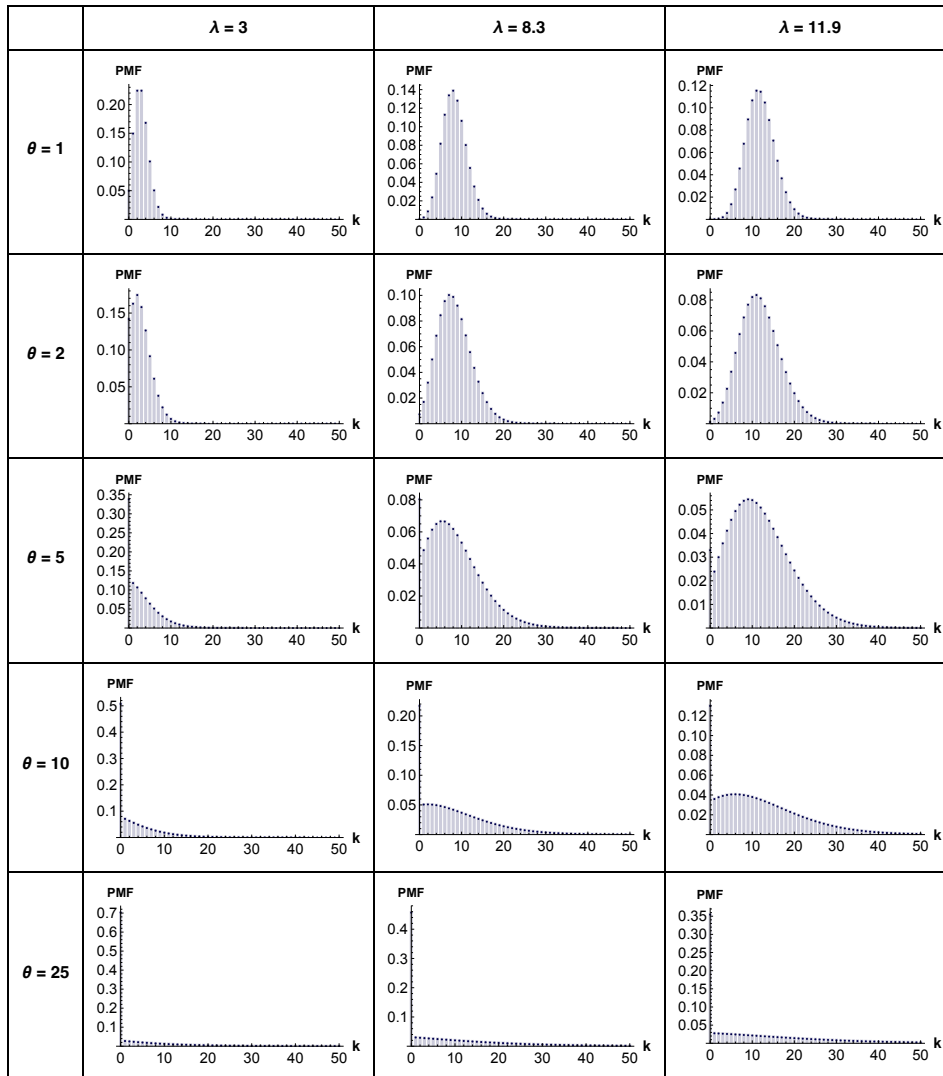 λ = 3 λ = 8.3 λ = 11.9
θ = 1
PMF
0.20
0.15
0.10
0.05
0 10 20 30 40 50 k
PMF
0.14
0.12
0.10
0.08
0.06
0.04
0.02
0 10 20 30 40 50 k
PMF
0.12
0.10
0.08
0.06
0.04
0.02
0 10 20 30 40 50 k
θ = 2
PMF
0.15
0.10
0.05
0 10 20 30 40 50 k
PMF
0.10
0.08
0.06
0.04
0.02
0 10 20 30 40 50 k
PMF
0.08
0.06
0.04
0.02
0 10 20 30 40 50 k
θ = 5
PMF
0.35
0.30
0.25
0.20
0.15
0.10
0.05
0 10 20 30 40 50 k
PMF
0.08
0.06
0.04
0.02
0 10 20 30 40 50 k
PMF
0.05
0.04
0.03
0.02
0.01
0 10 20 30 40 50 k
θ = 10
PMF
0.5
0.4
0.3
0.2
0.1
0 10 20 30 40 50 k
PMF
0.20
0.15
0.10
0.05
0 10 20 30 40 50 k
PMF
0.12
0.10
0.08
0.06
0.04
0.02
0 10 20 30 40 50 k
θ = 25
PMF
0.7
0.6
0.5
0.4
0.3
0.2
0.1
0 10 20 30 40 50 k
PMF
0.4
0.3
0.2
0.1
0 10 20 30 40 50 k
PMF
0.35
0.30
0.25
0.20
0.15
0.10
0.05
0 10 20 30 40 50 k